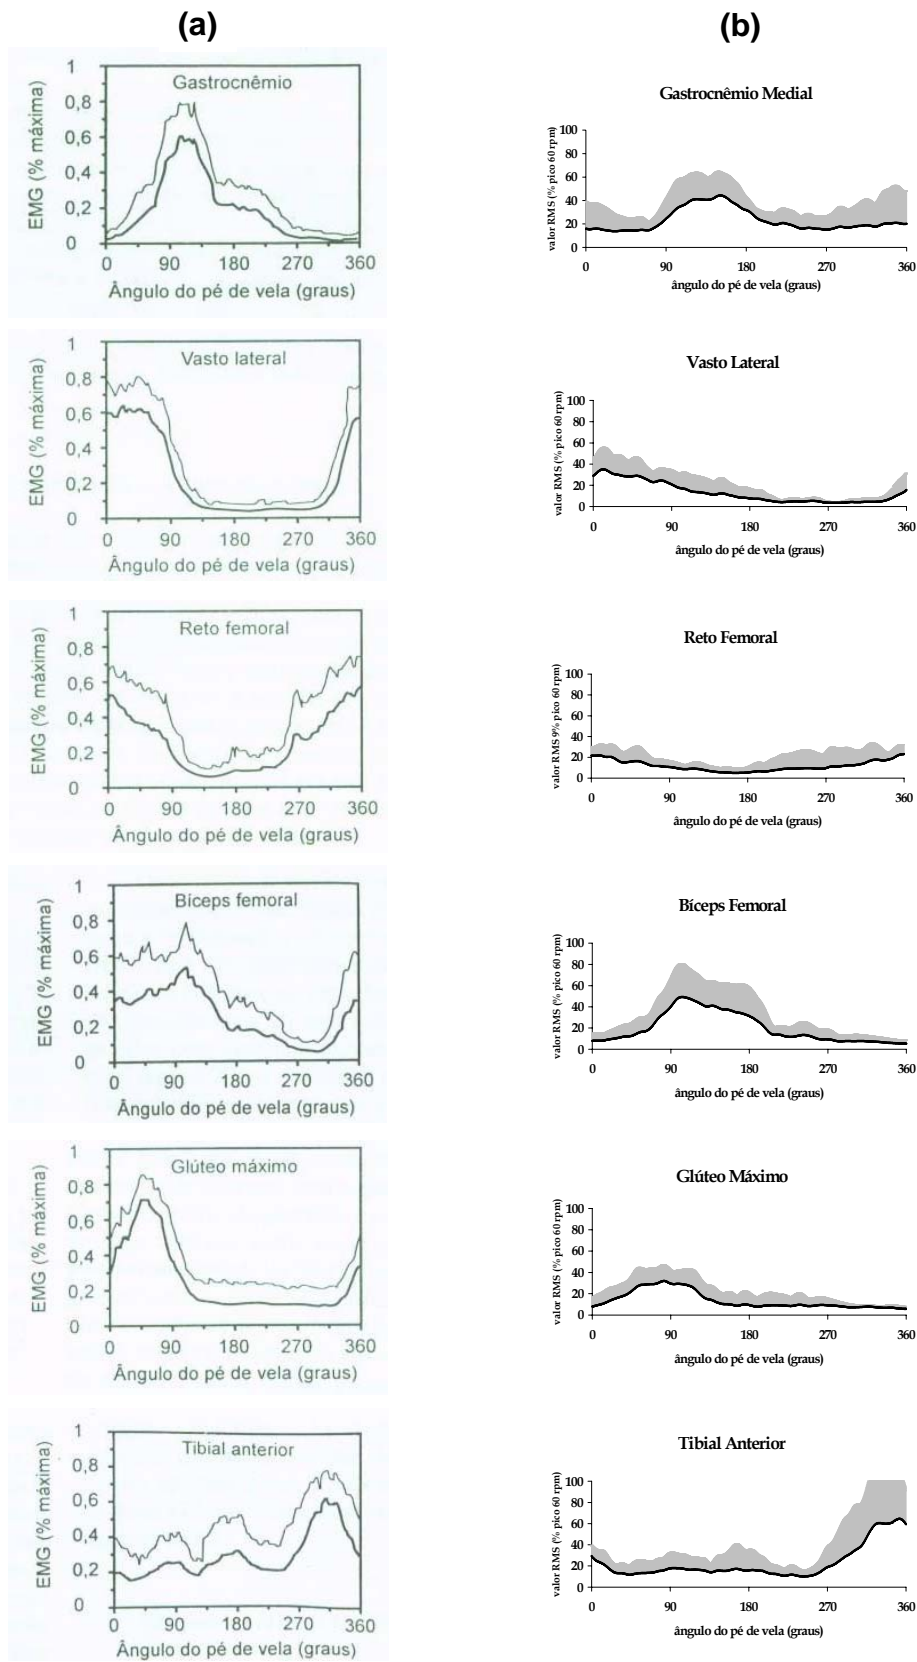 (a)
(b)
Gastrocnêmio
EMG (% máxima)
1
0,8
0,6
0,4
0,2
0
0 90 180 270 360
Ângulo do pé de vela (graus)
Gastrocnêmio Medial
valor RMS (% pico 60 rpm)
100
80
60
40
20
0
0 90 180 270 360
ângulo do pé de vela (graus)
Vasto lateral
EMG (% máxima)
1
0,8
0,6
0,4
0,2
0
0 90 180 270 360
Ângulo do pé de vela (graus)
Vasto Lateral
valor RMS (% pico 60 rpm)
100
80
60
40
20
0
0 90 180 270 360
ângulo do pé de vela (graus)
Reto femoral
EMG (% máxima)
1
0,8
0,6
0,4
0,2
0
0 90 180 270 360
Ângulo do pé de vela (graus)
Reto Femoral
valor RMS 9% pico 60 rpm)
100
80
60
40
20
0
0 90 180 270 360
ângulo do pé de vela (graus)
Bíceps femoral
EMG (% máxima)
1
0,8
0,6
0,4
0,2
0
0 90 180 270 360
Ângulo do pé de vela (graus)
Bíceps Femoral
valor RMS (% pico 60 rpm)
100
80
60
40
20
0
0 90 180 270 360
ângulo do pé de vela (graus)
Glúteo máximo
EMG (% máxima)
1
0,8
0,6
0,4
0,2
0
0 90 180 270 360
Ângulo do pé de vela (graus)
Glúteo Máximo
valor RMS (% pico 60 rpm)
100
80
60
40
20
0
0 90 180 270 360
ângulo do pé de vela (graus)
Tibial anterior
EMG (% máxima)
1
0,8
0,6
0,4
0,2
0
0 90 180 270 360
Ângulo do pé de vela (graus)
Tibial Anterior
valor RMS (% pico 60 rpm)
100
80
60
40
20
0
0 90 180 270 360
ângulo do pé de vela (graus)